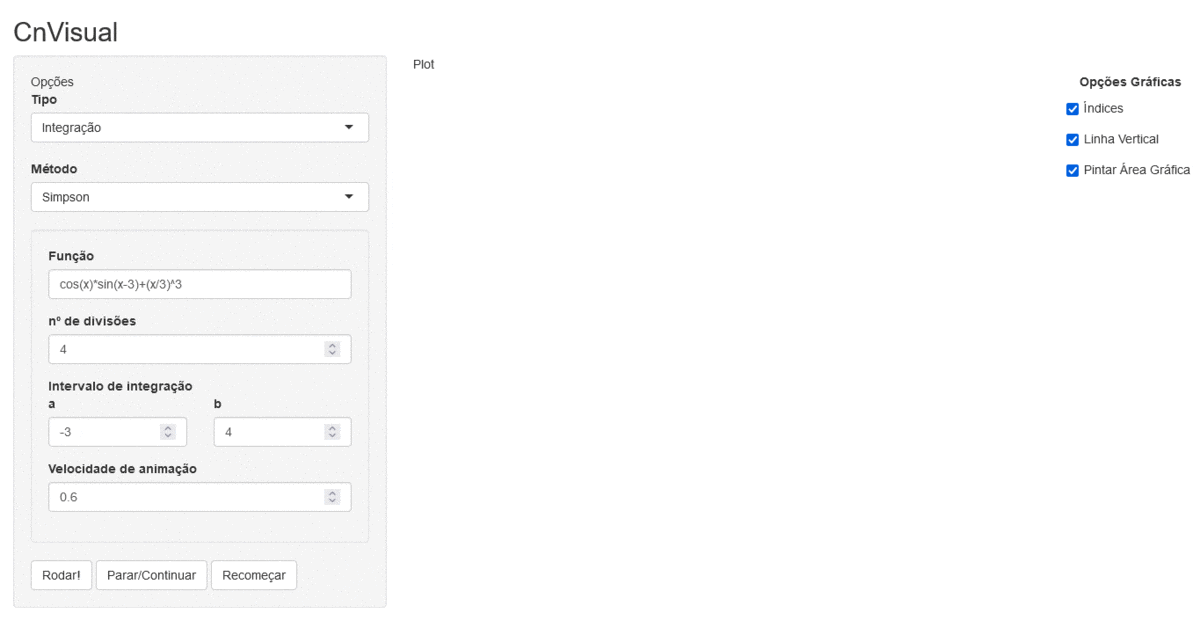 CnVisual
Opções
Tipo
Integração
Método
Simpson
Função
cos(x)*sin(x-3)+(x/3)^3
nº de divisões
4
Intervalo de integração
a b
-3 4
Velocidade de animação
0.6
Rodar! Parar/Continuar Recomeçar
Plot
Opções Gráficas
Índices
Linha Vertical
Pintar Área Gráfica